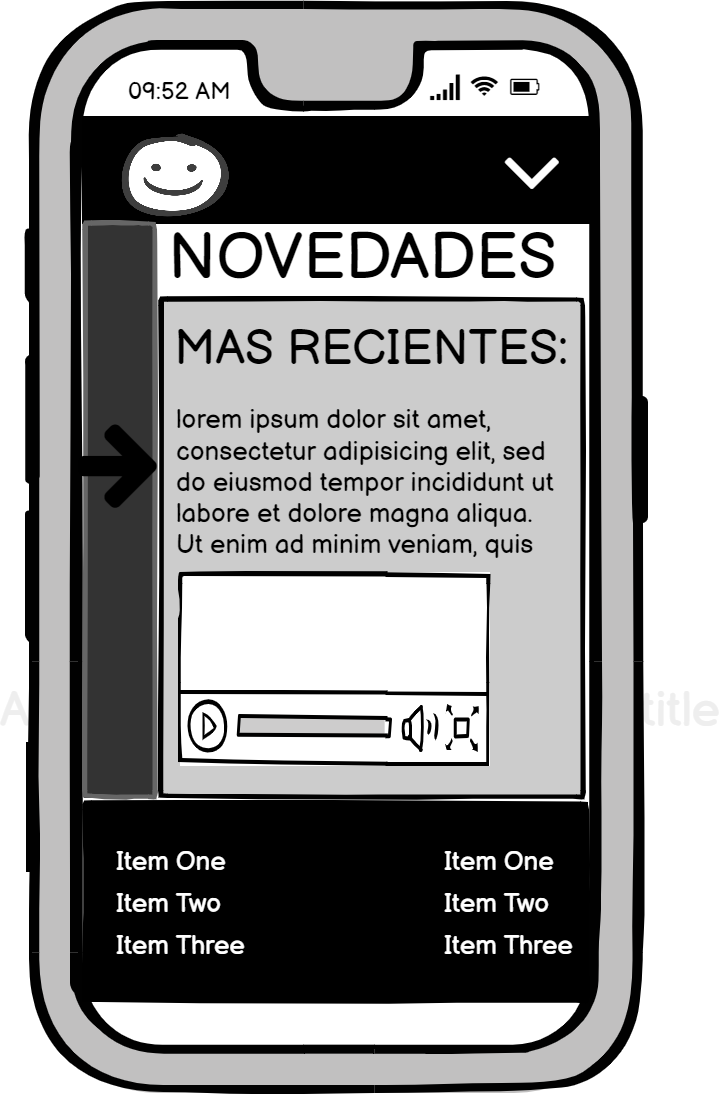 09:52 AM
NOVEDADES
MAS RECIENTES:
lorem ipsum dolor sit amet,
consectetur adipisicing elit, sed
do eiusmod tempor incididunt ut
labore et dolore magna aliqua.
Ut enim ad minim veniam, quis
title
Item One
Item Two
Item Three
Item One
Item Two
Item Three